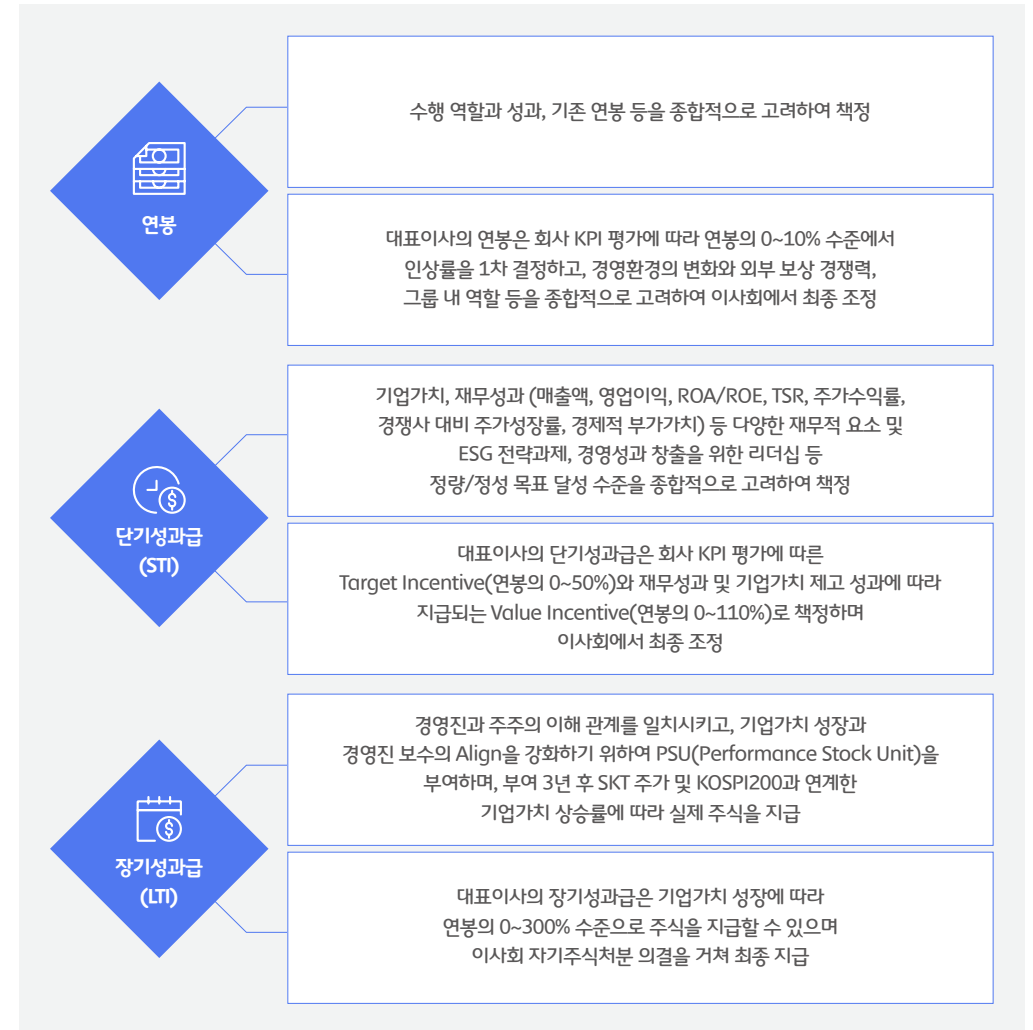 연봉
수행 역할과 성과, 기존 연봉 등을 종합적으로 고려하여 책정
대표이사의 연봉은 회사 KPI 평가에 따라 연봉의 0~10% 수준에서
인상률을 1차 결정하고, 경영환경의 변화와 외부 보상 경쟁력,
그룹 내 역할 등을 종합적으로 고려하여 이사회에서 최종 조정
단기성과급
(STI)
기업가치, 재무성과 (매출액, 영업이익, ROA/ROE, TSR, 주가수익률,
경쟁사 대비 주가성장률, 경제적 부가가치) 등 다양한 재무적 요소 및
ESG 전략과제, 경영성과 창출을 위한 리더십 등
정량/정성 목표 달성 수준을 종합적으로 고려하여 책정
대표이사의 단기성과급은 회사 KPI 평가에 따른
Target Incentive(연봉의 0~50%)와 재무성과 및 기업가치 제고 성과에 따라
지급되는 Value Incentive(연봉의 0~110%)로 책정하며
이사회에서 최종 조정
장기성과급
(LTI)
경영진과 주주의 이해 관계를 일치시키고, 기업가치 성장과
경영진 보수의 Align을 강화하기 위하여 PSU(Performance Stock Unit)을
부여하며, 부여 3년 후 SKT 주가 및 KOSPI200과 연계한
기업가치 상승률에 따라 실제 주식을 지급
대표이사의 장기성과급은 기업가치 성장에 따라
연봉의 0~300% 수준으로 주식을 지급할 수 있으며
이사회 자기주식처분 의결을 거쳐 최종 지급